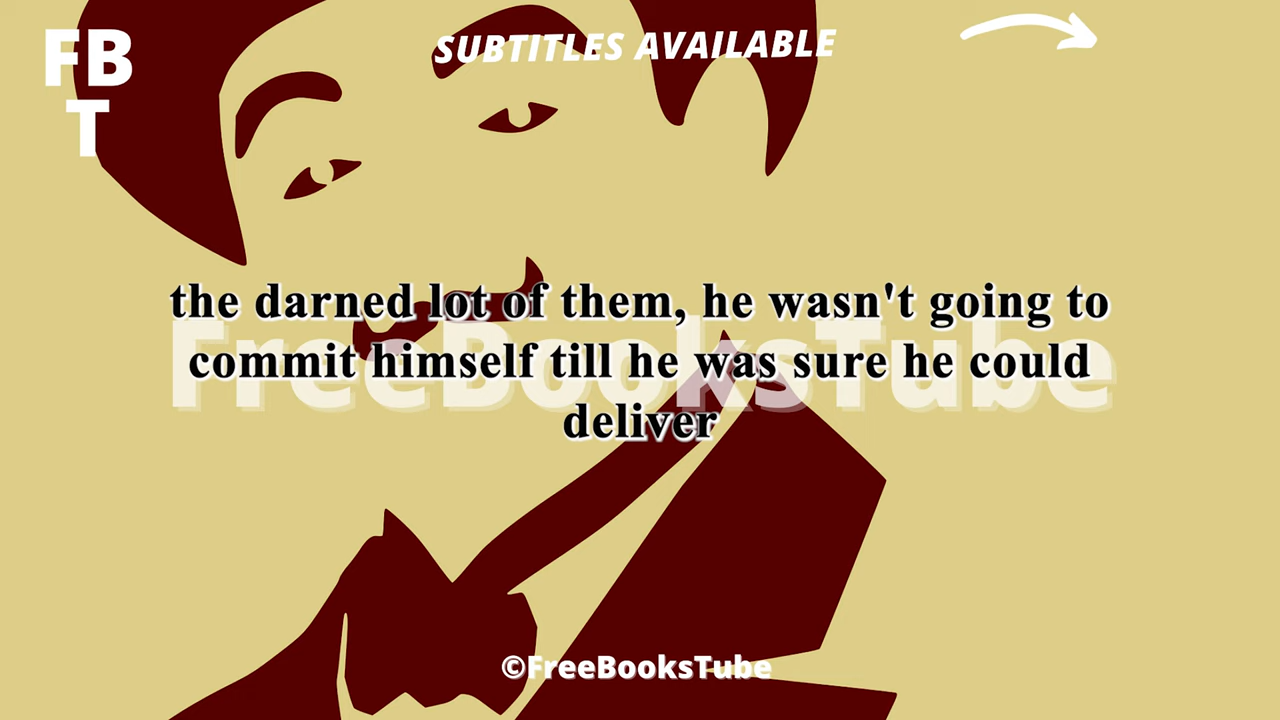 FB
T
SUBTITLES AVAILABLE
the darned lot of them, he wasn't going to
commit himself till he was sure he could
deliver
FreeBooksTube
©FreeBooksTube